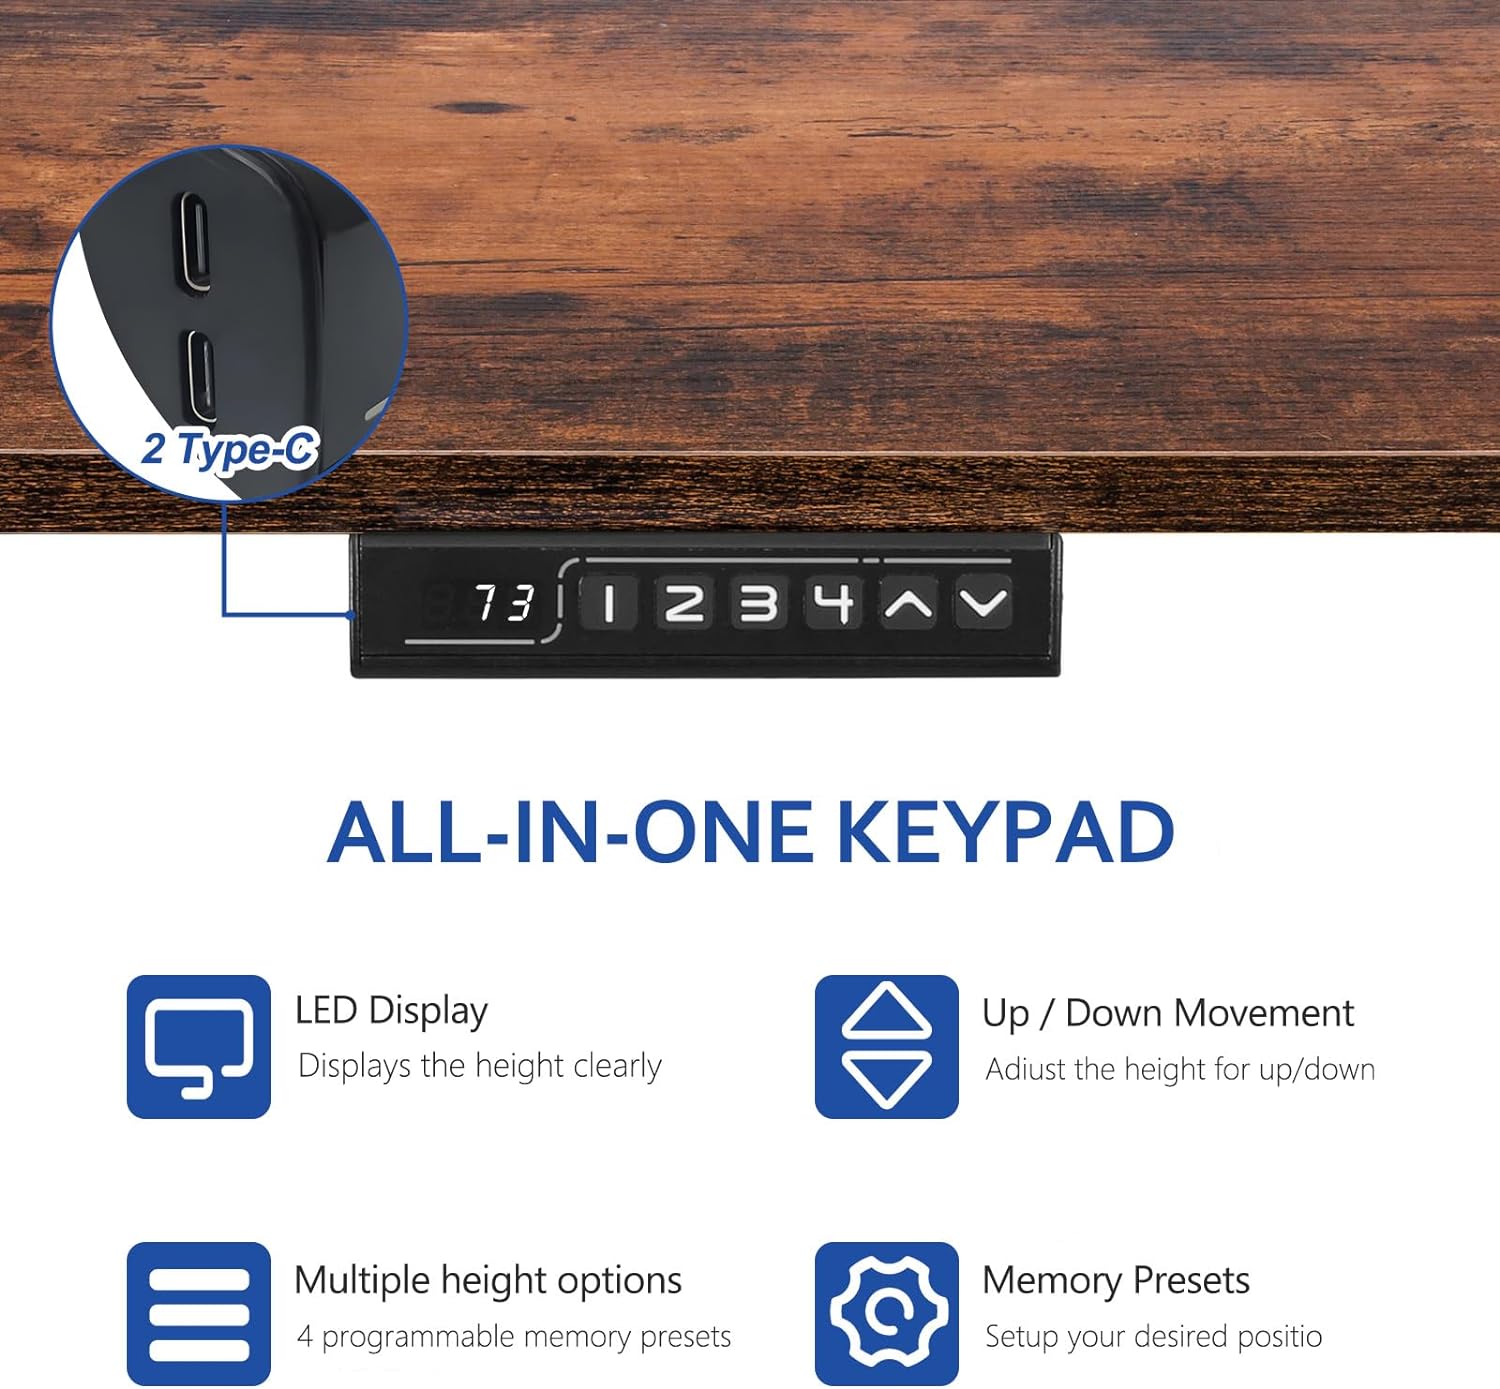 2 Type-C
73 1 2 3 4
ALL-IN-ONE KEYPAD
LED Display
Displays the height clearly
Up / Down Movement
Adiust the height for up/down
Multiple height options
4 programmable memory presets
Memory Presets
Setup your desired positio